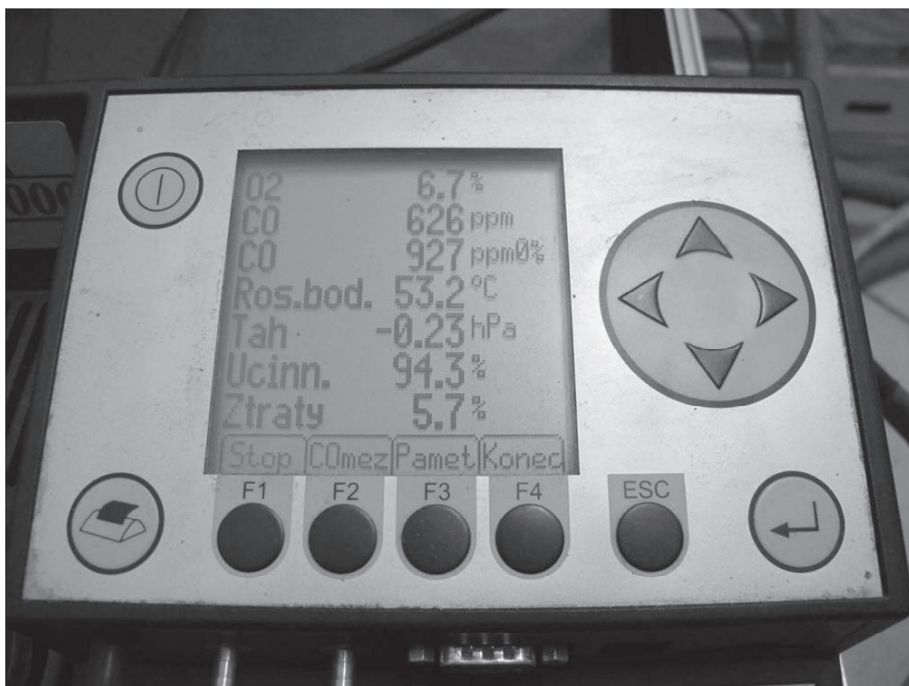 000
O2 6.7 %
CO 626 ppm
CO 927 ppm0%
Ros.bod. 53.2 °C
Tah -0.23 hPa
Ucinn. 94.3 %
Ztraty 5.7 %
Stop COmez Pamet Konec
F1 F2 F3 F4 ESC